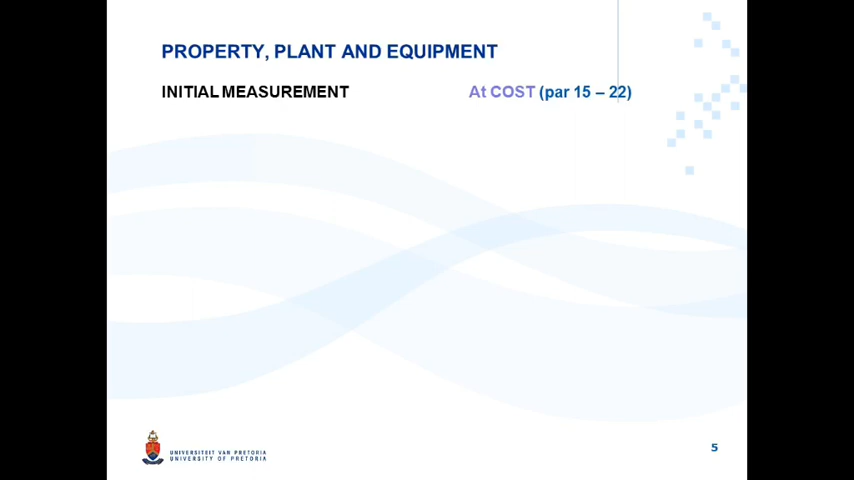 PROPERTY, PLANT AND EQUIPMENT
INITIAL MEASUREMENT At COST (par 15 – 22)
UNIVERSITEIT VAN PRETORIA
UNIVERSITY OF PRETORIA
5